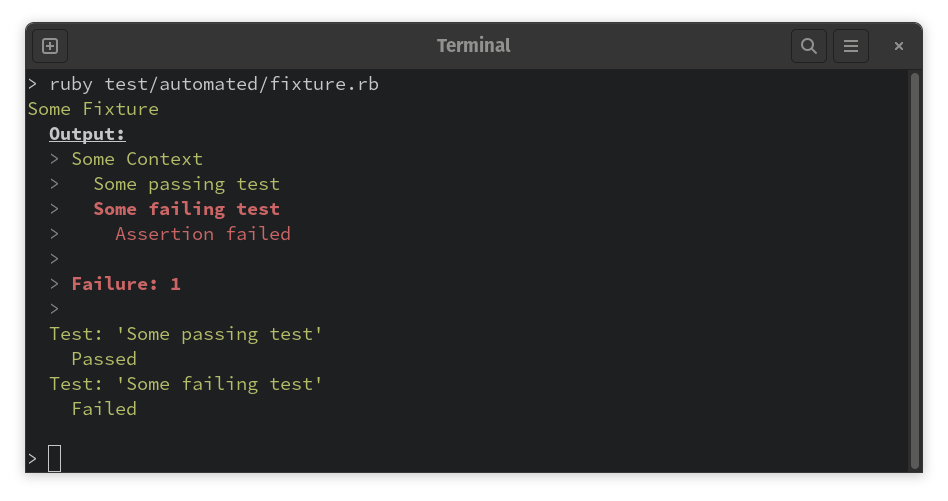 Terminal
> ruby test/automated/fixture.rb
Some Fixture
  Output:
  > Some Context
  >   Some passing test
  >   Some failing test
  >     Assertion failed
  >
  > Failure: 1
  >
  Test: 'Some passing test'
    Passed
  Test: 'Some failing test'
    Failed
>